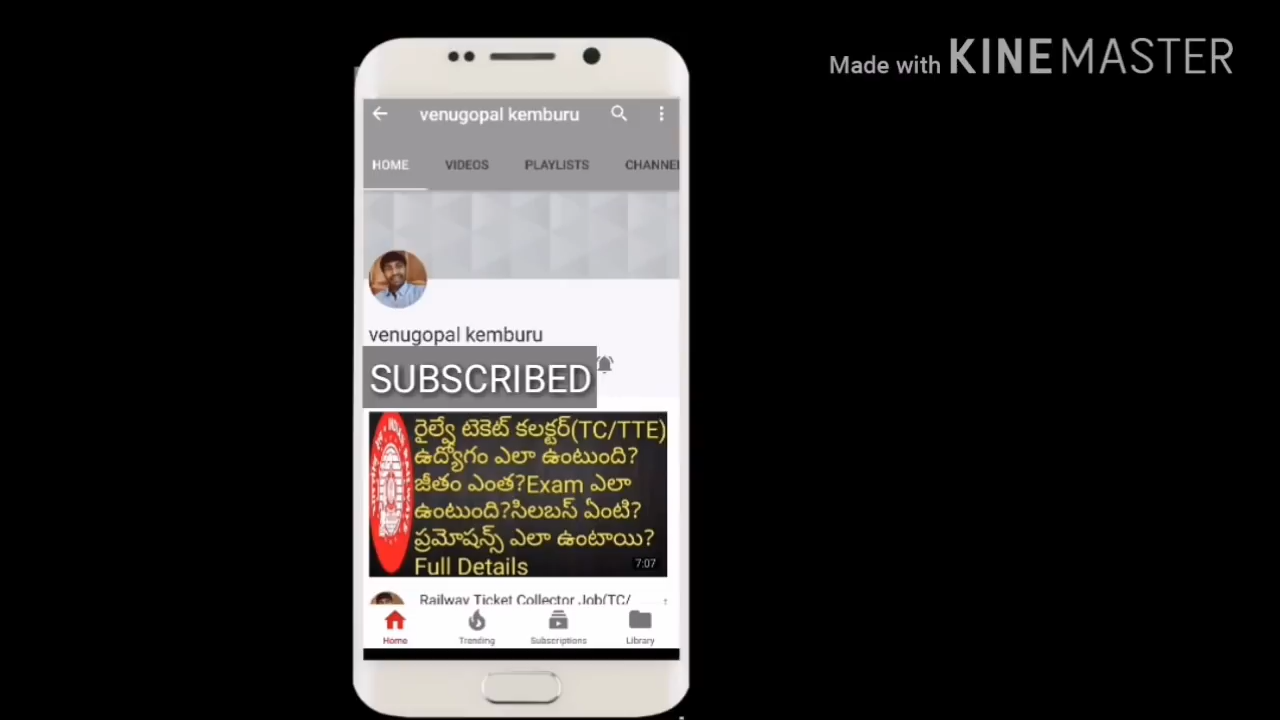 Made with KINEMASTER
venugopal kemburu
HOME VIDEOS PLAYLISTS CHANNEL
venugopal kemburu
SUBSCRIBED
రైల్వే టికెట్ కలక్టర్(TC/TTE)
ఉద్యోగం ఎలా ఉంటుంది?
జీతం ఎంత?Exam ఎలా
ఉంటుంది?సిలబస్ ఏంటి?
ప్రమోషన్స్ ఎలా ఉంటాయి?
Full Details
7:07
Railway Ticket Collector Job(TC/
Home Trending Subscriptions Library